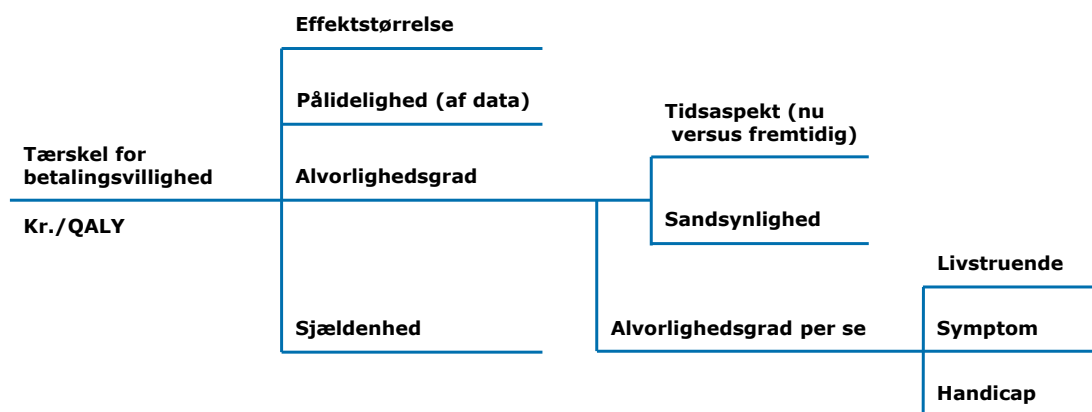 Effektstørrelse
Pålidelighed (af data)
Tidsaspekt (nu
versus fremtidig)
Tærskel for
betalingsvillighed
Alvorlighedsgrad
Kr./QALY
Sandsynlighed
Livstruende
Sjældenhed
Alvorlighedsgrad per se
Symptom
Handicap